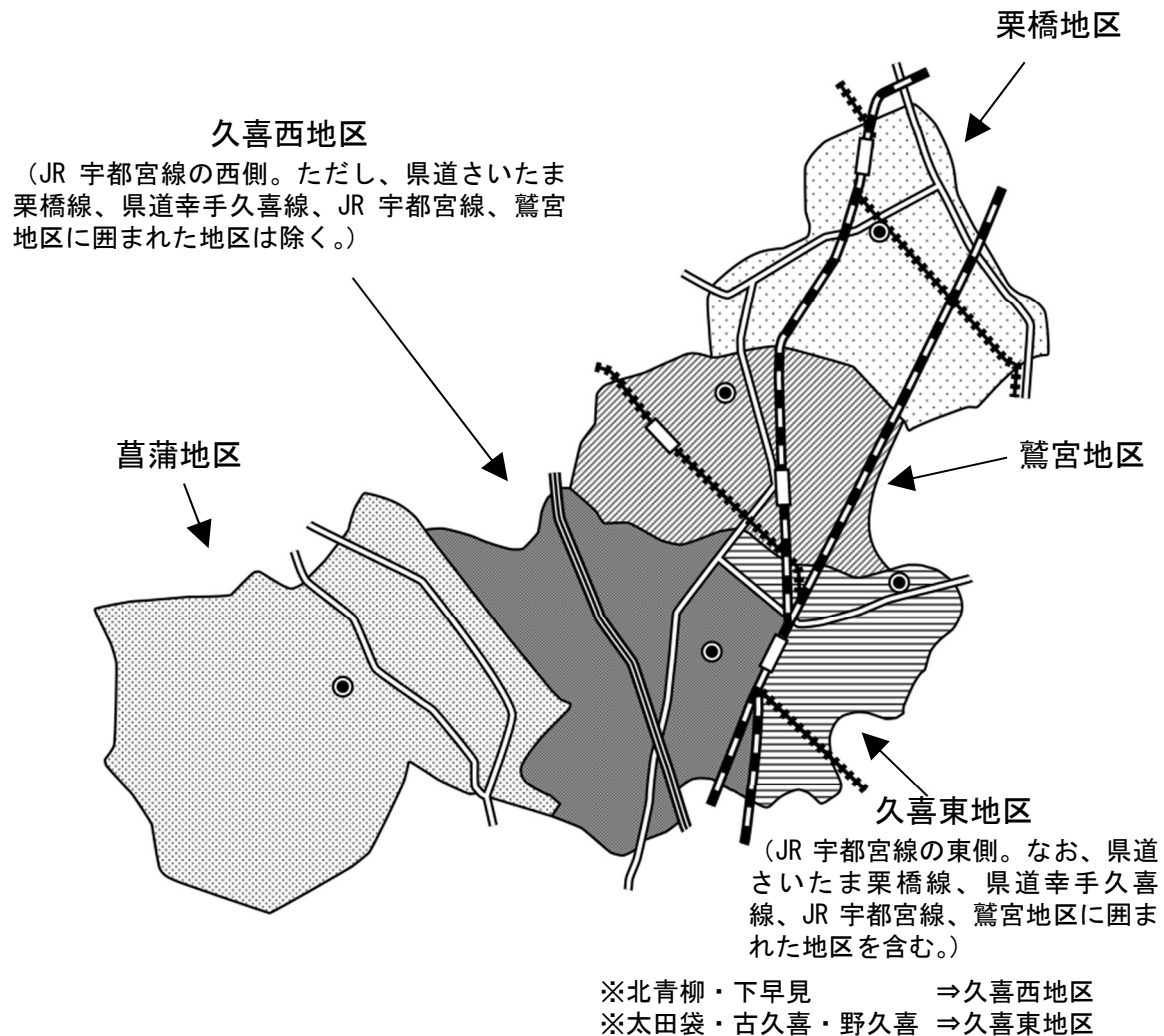 栗橋地区
久喜西地区
（JR 宇都宮線の西側。ただし、県道さいたま
栗橋線、県道幸手久喜線、JR 宇都宮線、鷲宮
地区に囲まれた地区は除く。）
菖蒲地区
鷲宮地区
久喜東地区
（JR 宇都宮線の東側。なお、県道
さいたま栗橋線、県道幸手久喜
線、JR 宇都宮線、鷲宮地区に囲ま
れた地区を含む。）
※北青柳・下早見 ⇒久喜西地区
※太田袋・古久喜・野久喜 ⇒久喜東地区